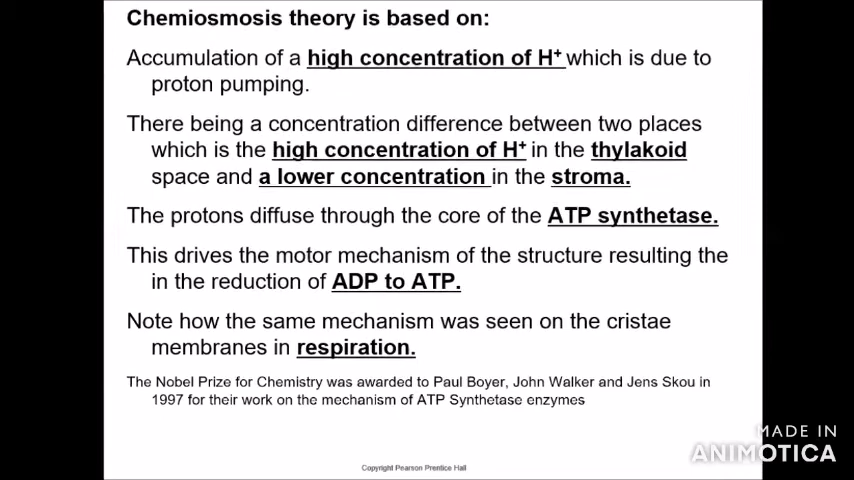 Chemiosmosis theory is based on:
Accumulation of a high concentration of H⁺ which is due to
proton pumping.
There being a concentration difference between two places
which is the high concentration of H⁺ in the thylakoid
space and a lower concentration in the stroma.
The protons diffuse through the core of the ATP synthetase.
This drives the motor mechanism of the structure resulting the
in the reduction of ADP to ATP.
Note how the same mechanism was seen on the cristae
membranes in respiration.
The Nobel Prize for Chemistry was awarded to Paul Boyer, John Walker and Jens Skou in
1997 for their work on the mechanism of ATP Synthetase enzymes
MADE IN
ANIMOTICA
Copyright Pearson Prentice Hall